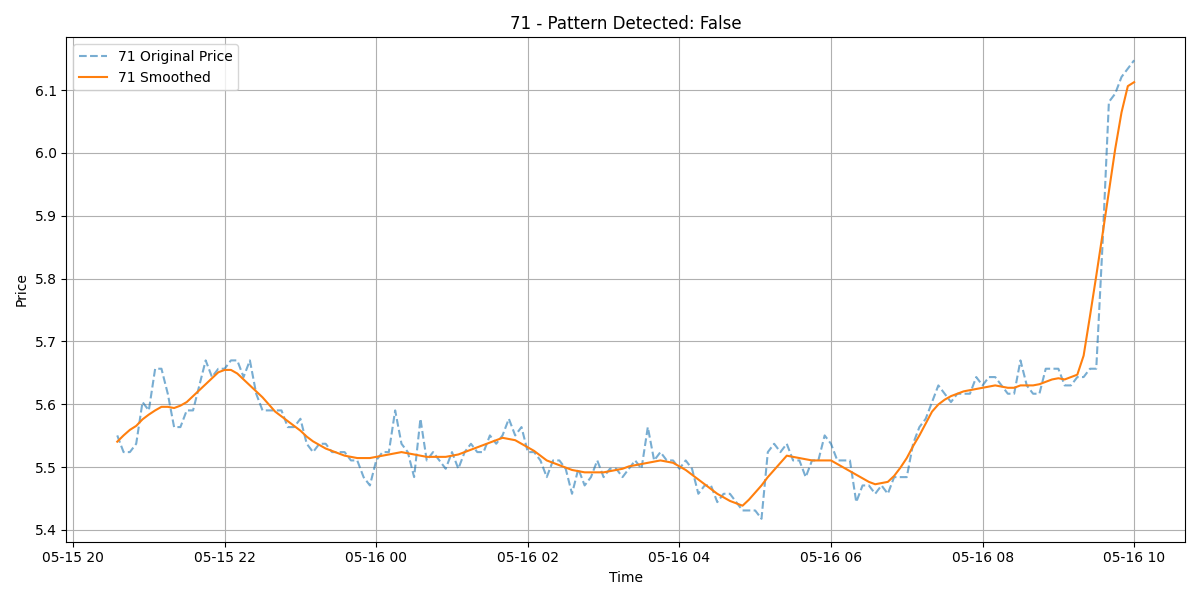 71 - Pattern Detected: False
71 Original Price
71 Smoothed
Price
6.1
6.0
5.9
5.8
5.7
5.6
5.5
5.4
05-15 20 05-15 22 05-16 00 05-16 02 05-16 04 05-16 06 05-16 08 05-16 10
Time